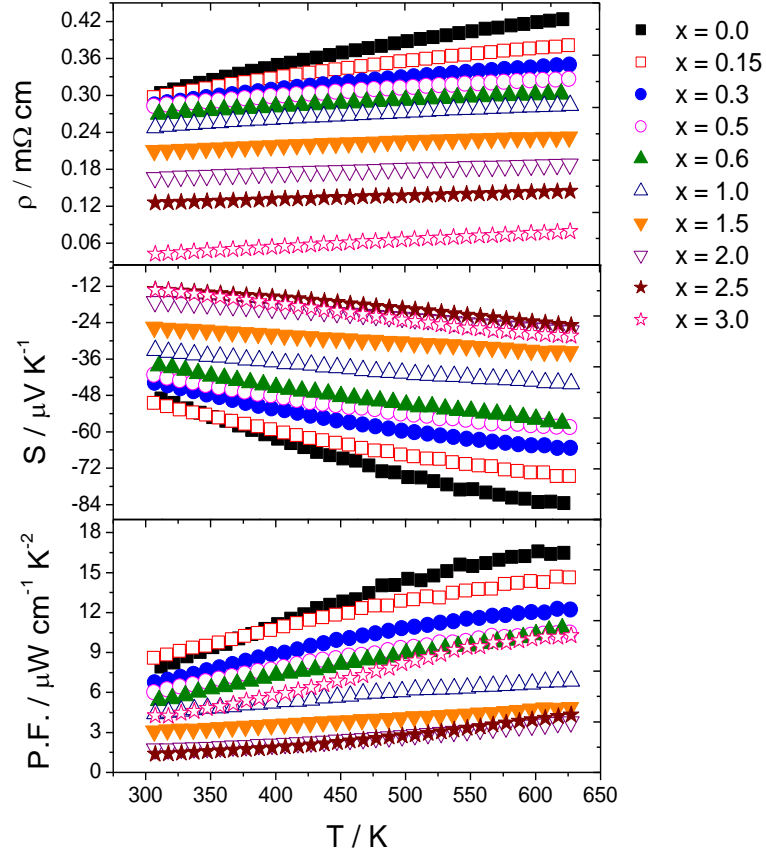 0.42
0.36
0.30
0.24
0.18
0.12
0.06
ρ / mΩ cm
-12
-24
-36
-48
-60
-72
-84
S / μV K⁻¹
18
15
12
9
6
3
0
P.F. / μW cm⁻¹ K⁻²
300 350 400 450 500 550 600 650
T / K
x = 0.0
x = 0.15
x = 0.3
x = 0.5
x = 0.6
x = 1.0
x = 1.5
x = 2.0
x = 2.5
x = 3.0